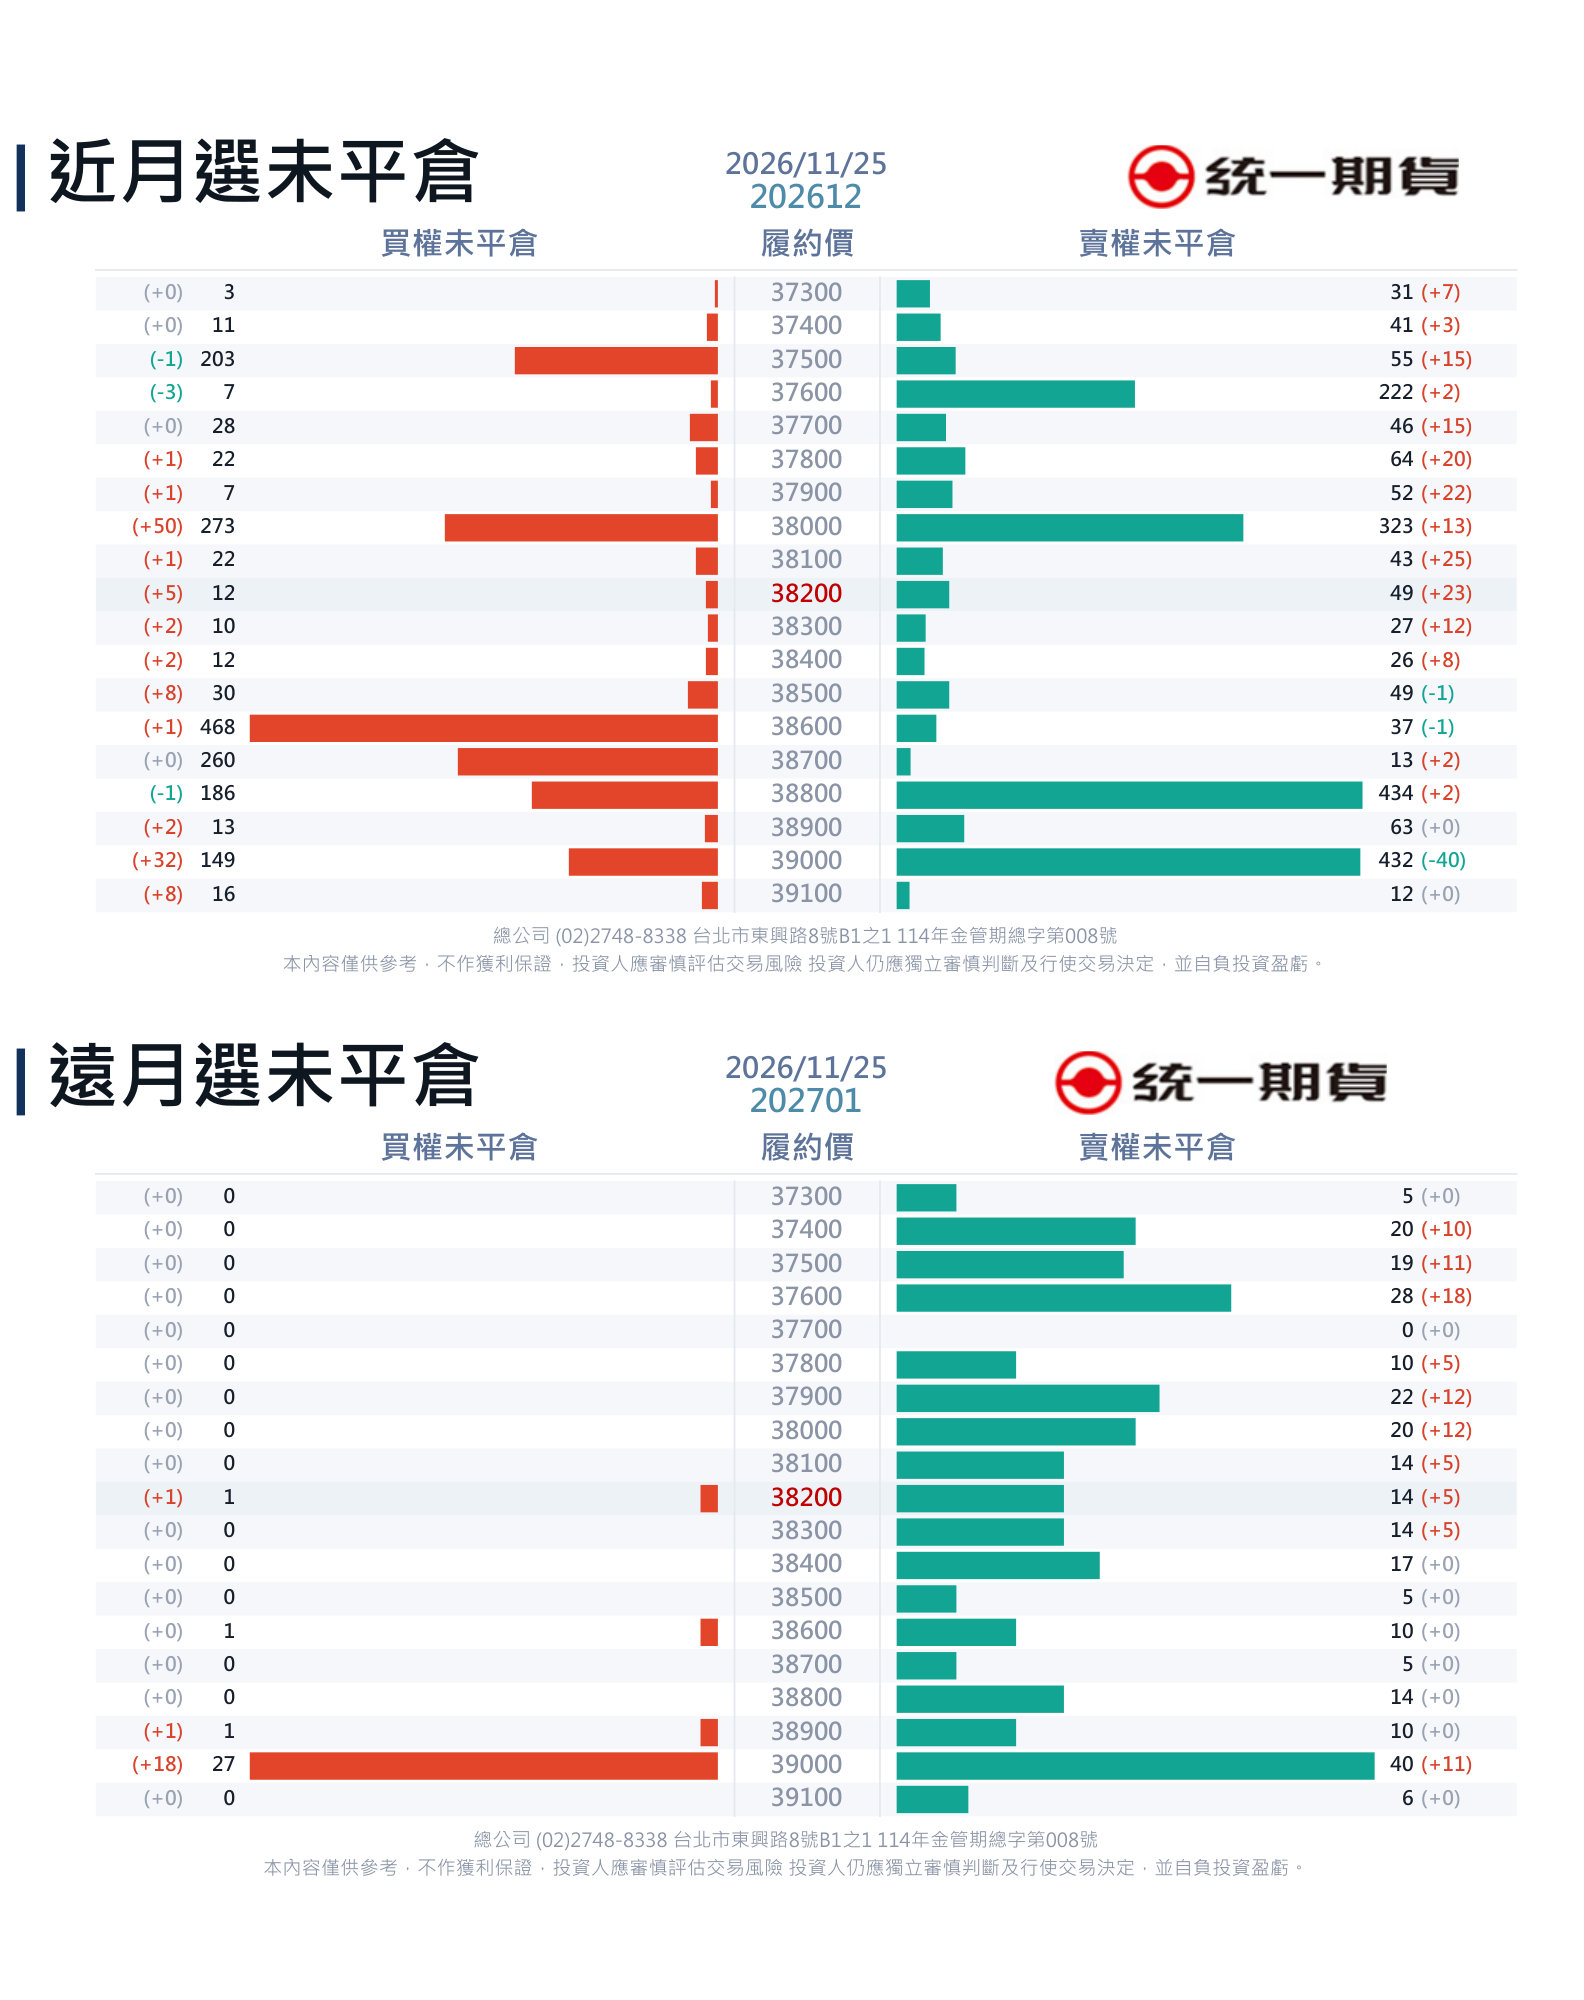 近月選未平倉
2026/11/25
202612
統一期貨
買權未平倉 履約價 賣權未平倉
(+0) 3 37300 31 (+7)
(+0) 11 37400 41 (+3)
(-1) 203 37500 55 (+15)
(-3) 7 37600 222 (+2)
(+0) 28 37700 46 (+15)
(+1) 22 37800 64 (+20)
(+1) 7 37900 52 (+22)
(+50) 273 38000 323 (+13)
(+1) 22 38100 43 (+25)
(+5) 12 38200 49 (+23)
(+2) 10 38300 27 (+12)
(+2) 12 38400 26 (+8)
(+8) 30 38500 49 (-1)
(+1) 468 38600 37 (-1)
(+0) 260 38700 13 (+2)
(-1) 186 38800 434 (+2)
(+2) 13 38900 63 (+0)
(+32) 149 39000 432 (-40)
(+8) 16 39100 12 (+0)
總公司 (02)2748-8338 台北市東興路8號B1之1 114年金管期總字第008號
本內容僅供參考，不作獲利保證，投資人應審慎評估交易風險 投資人仍應獨立審慎判斷及行使交易決定，並自負投資盈虧。
遠月選未平倉
2026/11/25
202701
統一期貨
買權未平倉 履約價 賣權未平倉
(+0) 0 37300 5 (+0)
(+0) 0 37400 20 (+10)
(+0) 0 37500 19 (+11)
(+0) 0 37600 28 (+18)
(+0) 0 37700 0 (+0)
(+0) 0 37800 10 (+5)
(+0) 0 37900 22 (+12)
(+0) 0 38000 20 (+12)
(+0) 0 38100 14 (+5)
(+1) 1 38200 14 (+5)
(+0) 0 38300 14 (+5)
(+0) 0 38400 17 (+0)
(+0) 0 38500 5 (+0)
(+0) 1 38600 10 (+0)
(+0) 0 38700 5 (+0)
(+0) 0 38800 14 (+0)
(+1) 1 38900 10 (+0)
(+18) 27 39000 40 (+11)
(+0) 0 39100 6 (+0)
總公司 (02)2748-8338 台北市東興路8號B1之1 114年金管期總字第008號
本內容僅供參考，不作獲利保證，投資人應審慎評估交易風險 投資人仍應獨立審慎判斷及行使交易決定，並自負投資盈虧。